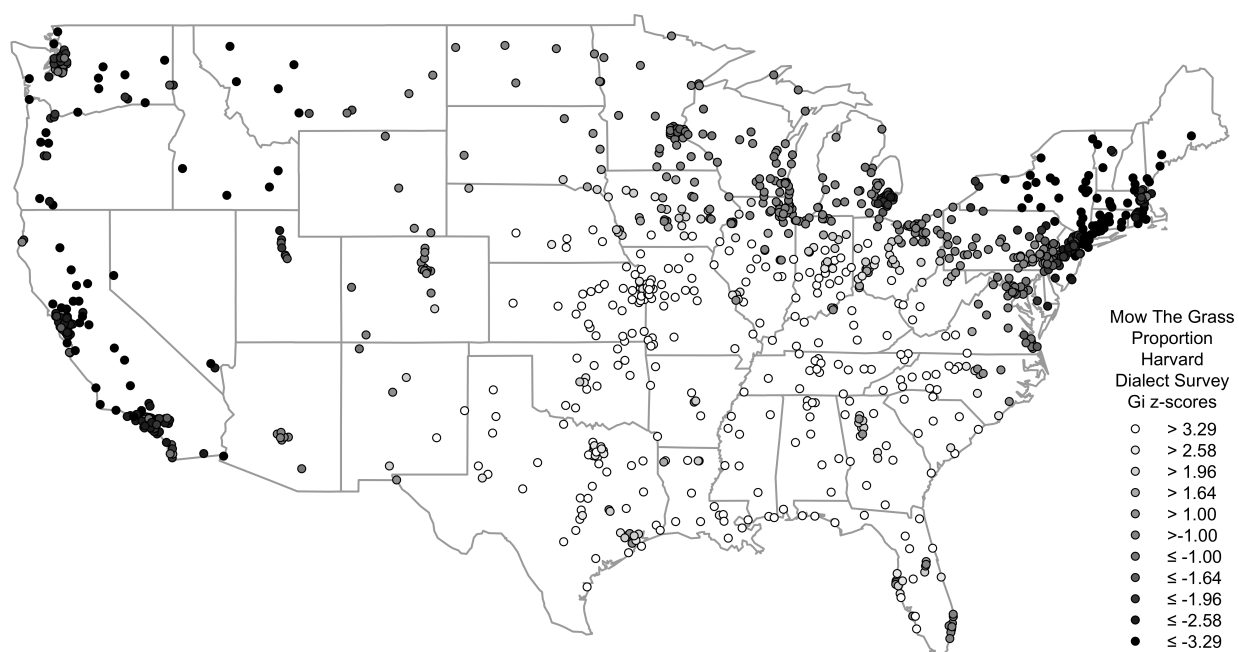 Mow The Grass
Proportion
Harvard
Dialect Survey
Gi z-scores
> 3.29
> 2.58
> 1.96
> 1.64
> 1.00
>-1.00
≤ -1.00
≤ -1.64
≤ -1.96
≤ -2.58
≤ -3.29